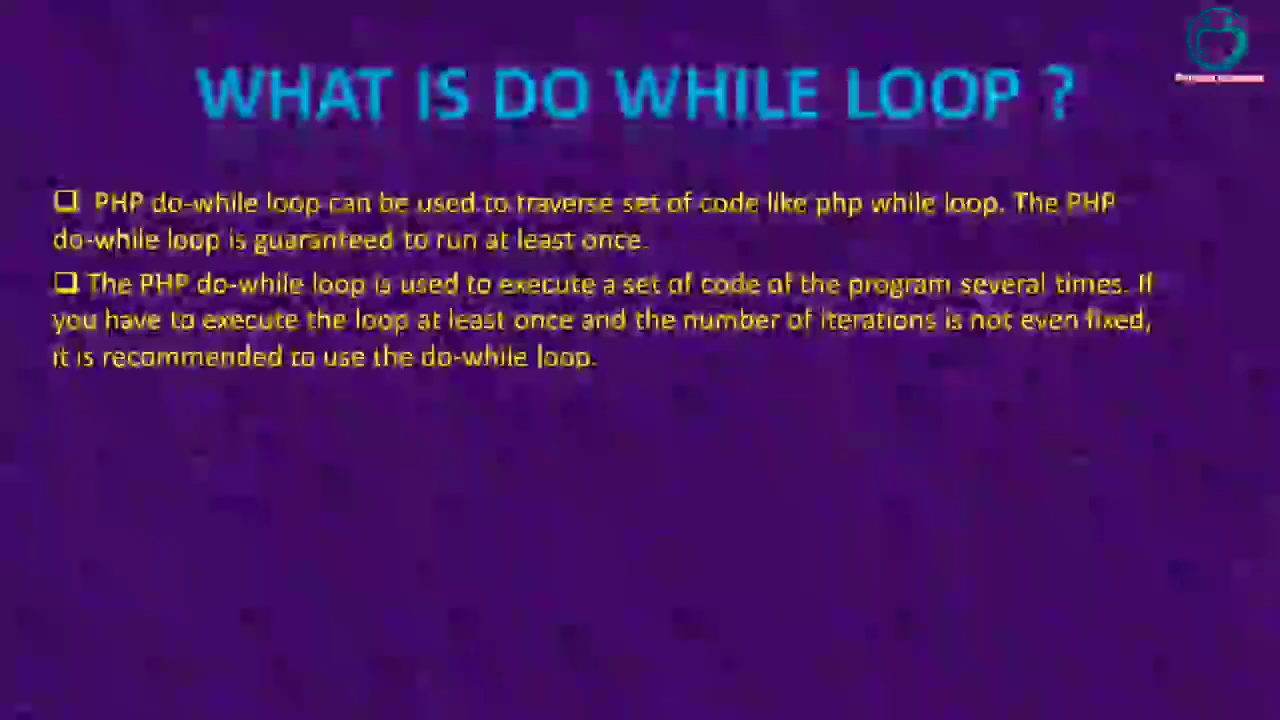 WHAT IS DO WHILE LOOP ?
❑ PHP do-while loop can be used to traverse set of code like php while loop. The PHP
do-while loop is guaranteed to run at least once.
❑ The PHP do-while loop is used to execute a set of code of the program several times. If
you have to execute the loop at least once and the number of iterations is not even fixed,
it is recommended to use the do-while loop.